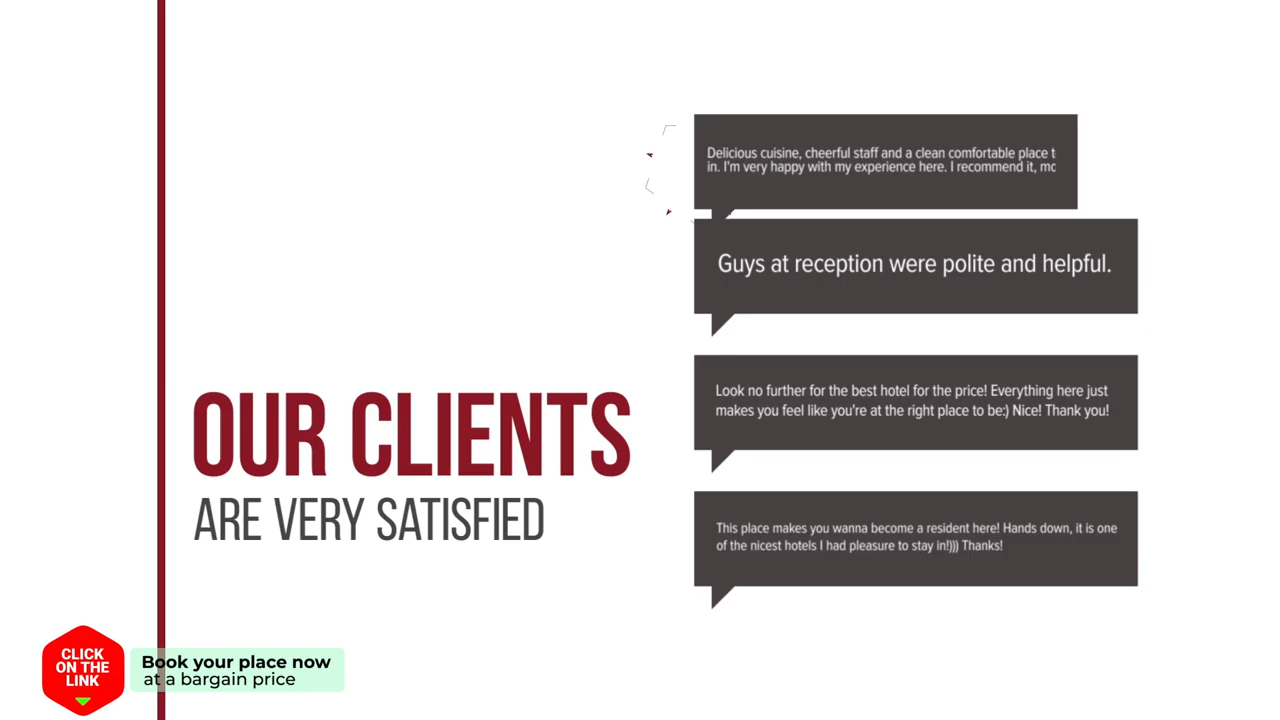 Delicious cuisine, cheerful staff and a clean comfortable place
in. I'm very happy with my experience here. I recommend it,
Guys at reception were polite and helpful.
Look no further for the best hotel for the price! Everything here just
makes you feel like you're at the right place to be:) Nice! Thank you!
This place makes you wanna become a resident here! Hands down, it is one
of the nicest hotels I had pleasure to stay in!))) Thanks!
OUR CLIENTS
ARE VERY SATISFIED
CLICK
ON THE
LINK
Book your place now
at a bargain price